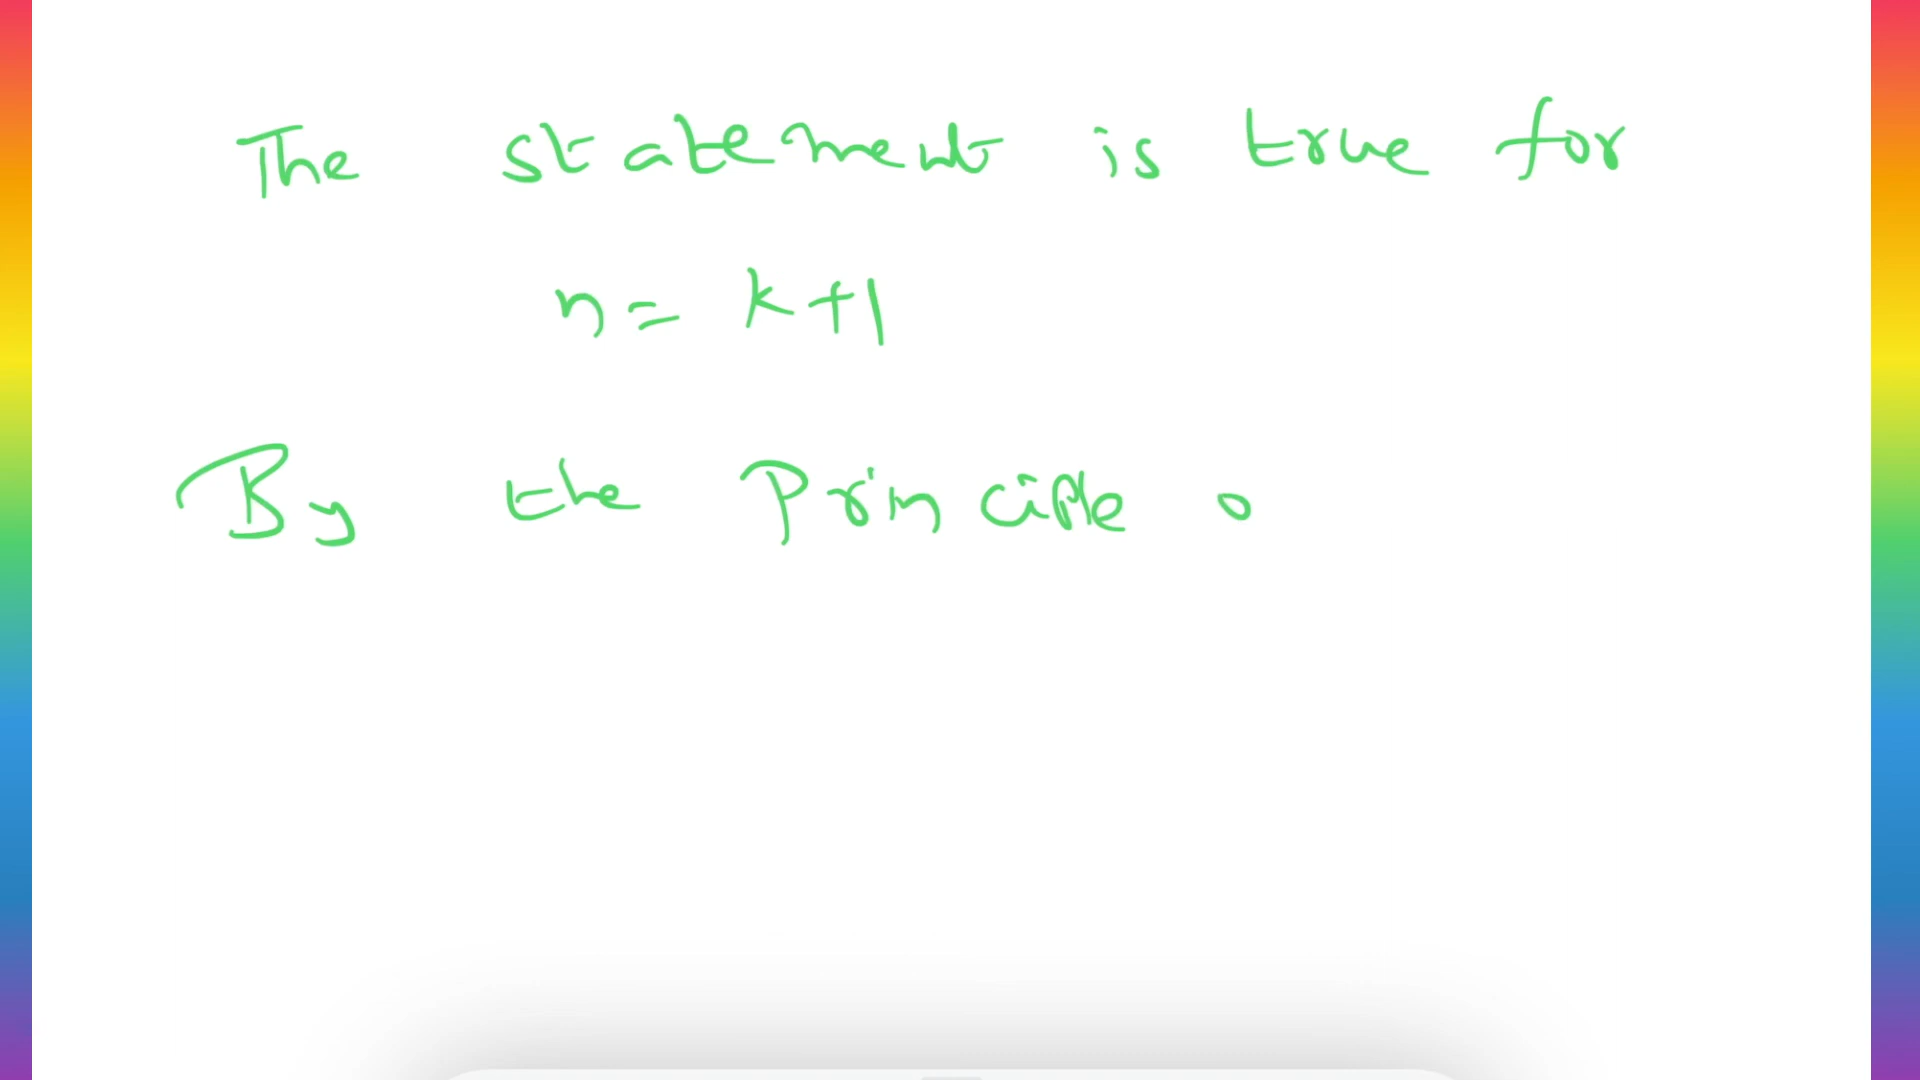 The statement is true for
n = k+1
By the Principle o